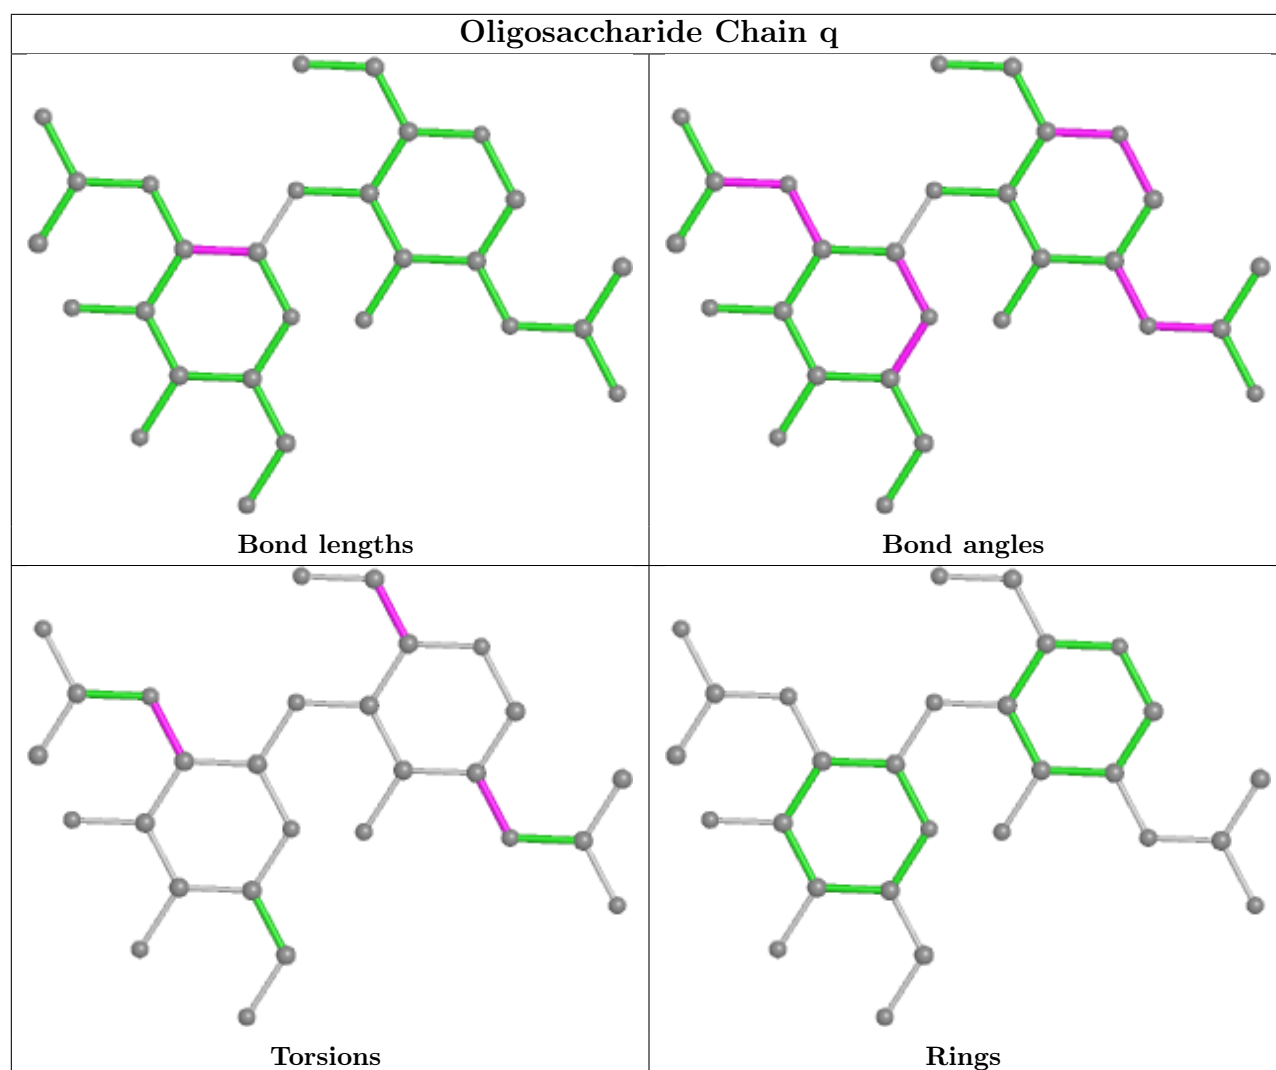 Oligosaccharide Chain q
Bond lengths
Bond angles
Torsions
Rings